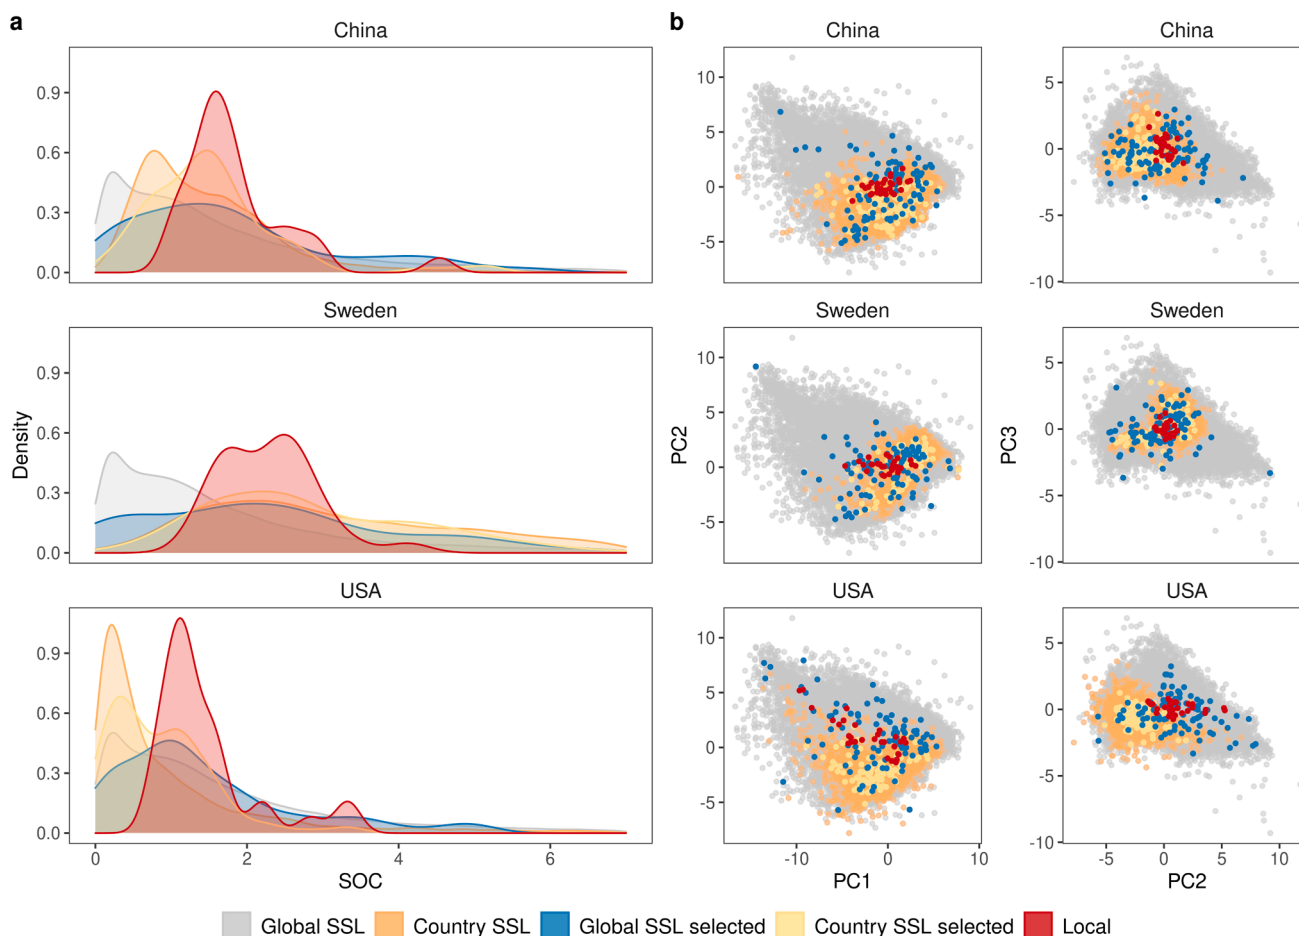 a
b
China
China
China
0.9
0.6
0.3
0.0
10
5
0
-5
5
0
-5
-10
Sweden
Sweden
Sweden
Density
0.9
0.6
0.3
0.0
PC2
10
5
0
-5
PC3
5
0
-5
-10
USA
USA
USA
0.9
0.6
0.3
0.0
10
5
0
-5
5
0
-5
-10
0 2 4 6
-10 0 10
-5 0 5 10
SOC
PC1
PC2
Global SSL Country SSL Global SSL selected Country SSL selected Local